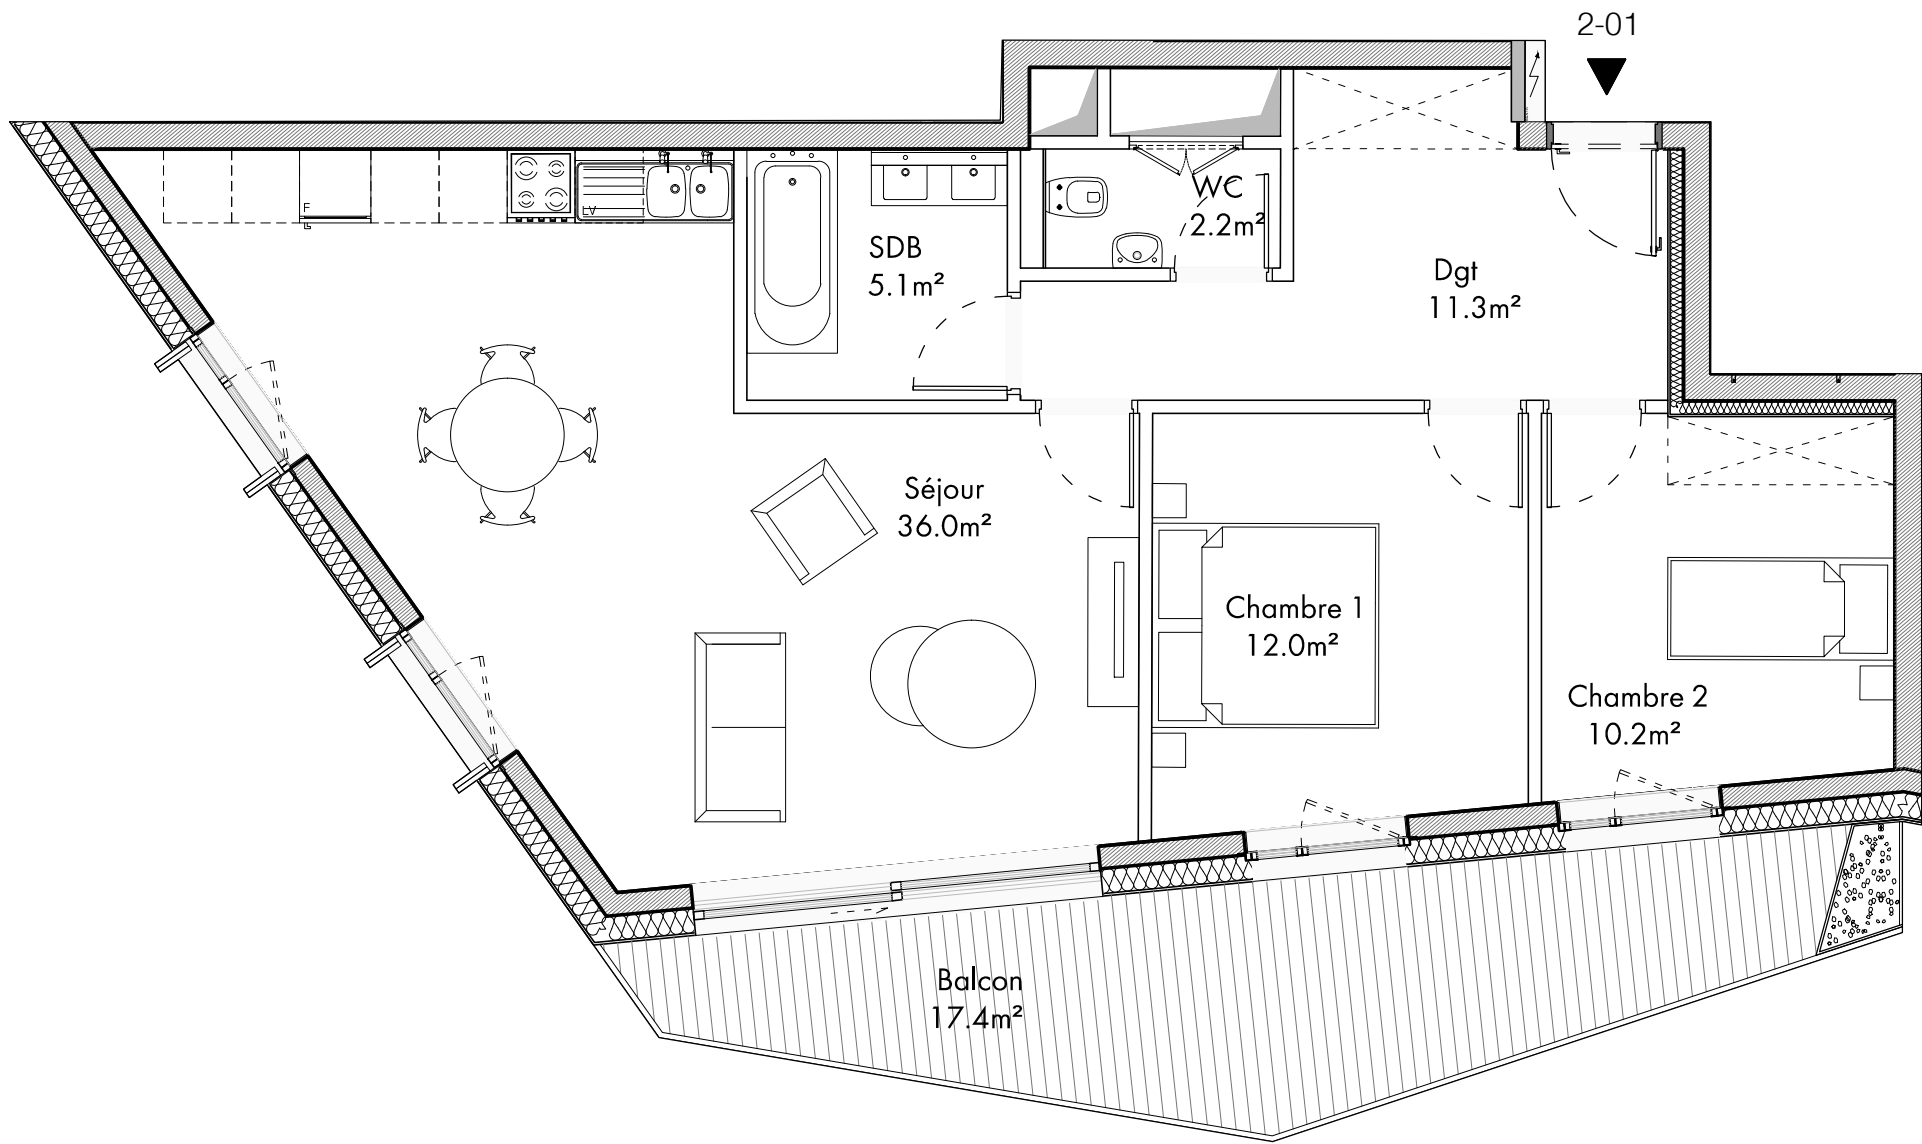 2-01
WC
2.2m²
SDB
5.1m²
Dgt
11.3m²
F
LV
Séjour
36.0m²
Chambre 1
12.0m²
Chambre 2
10.2m²
Balcon
17.4m²